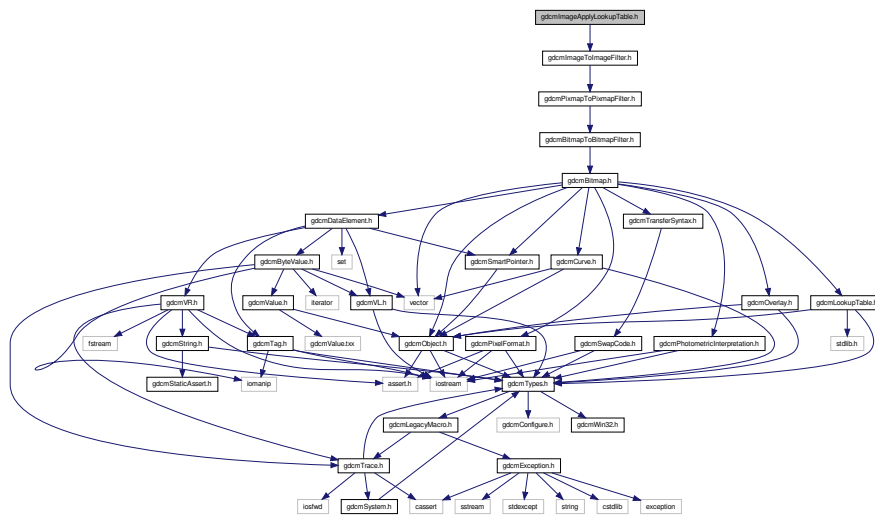 gdcmImageApplyLookupTable.h
gdcmImageToImageFilter.h
gdcmPixmapToPixmapFilter.h
gdcmBitmapToBitmapFilter.h
gdcmBitmap.h
gdcmDataElement.h
gdcmTransferSyntax.h
gdcmByteValue.h
set
gdcmSmartPointer.h
gdcmCurve.h
gdcmVR.h
gdcmValue.h
iterator
gdcmVL.h
vector
gdcmOverlay.h
gdcmLookupTable.h
fstream
gdcmString.h
gdcmTag.h
gdcmValue.txx
gdcmObject.h
gdcmPixelFormat.h
gdcmSwapCode.h
gdcmPhotometricInterpretation.h
stdlib.h
gdcmStaticAssert.h
iomanip
assert.h
iostream
gdcmTypes.h
gdcmLegacyMacro.h
gdcmConfigure.h
gdcmWin32.h
gdcmTrace.h
gdcmException.h
iosfwd
gdcmSystem.h
cassert
sstream
stdexcept
string
cstdlib
exception